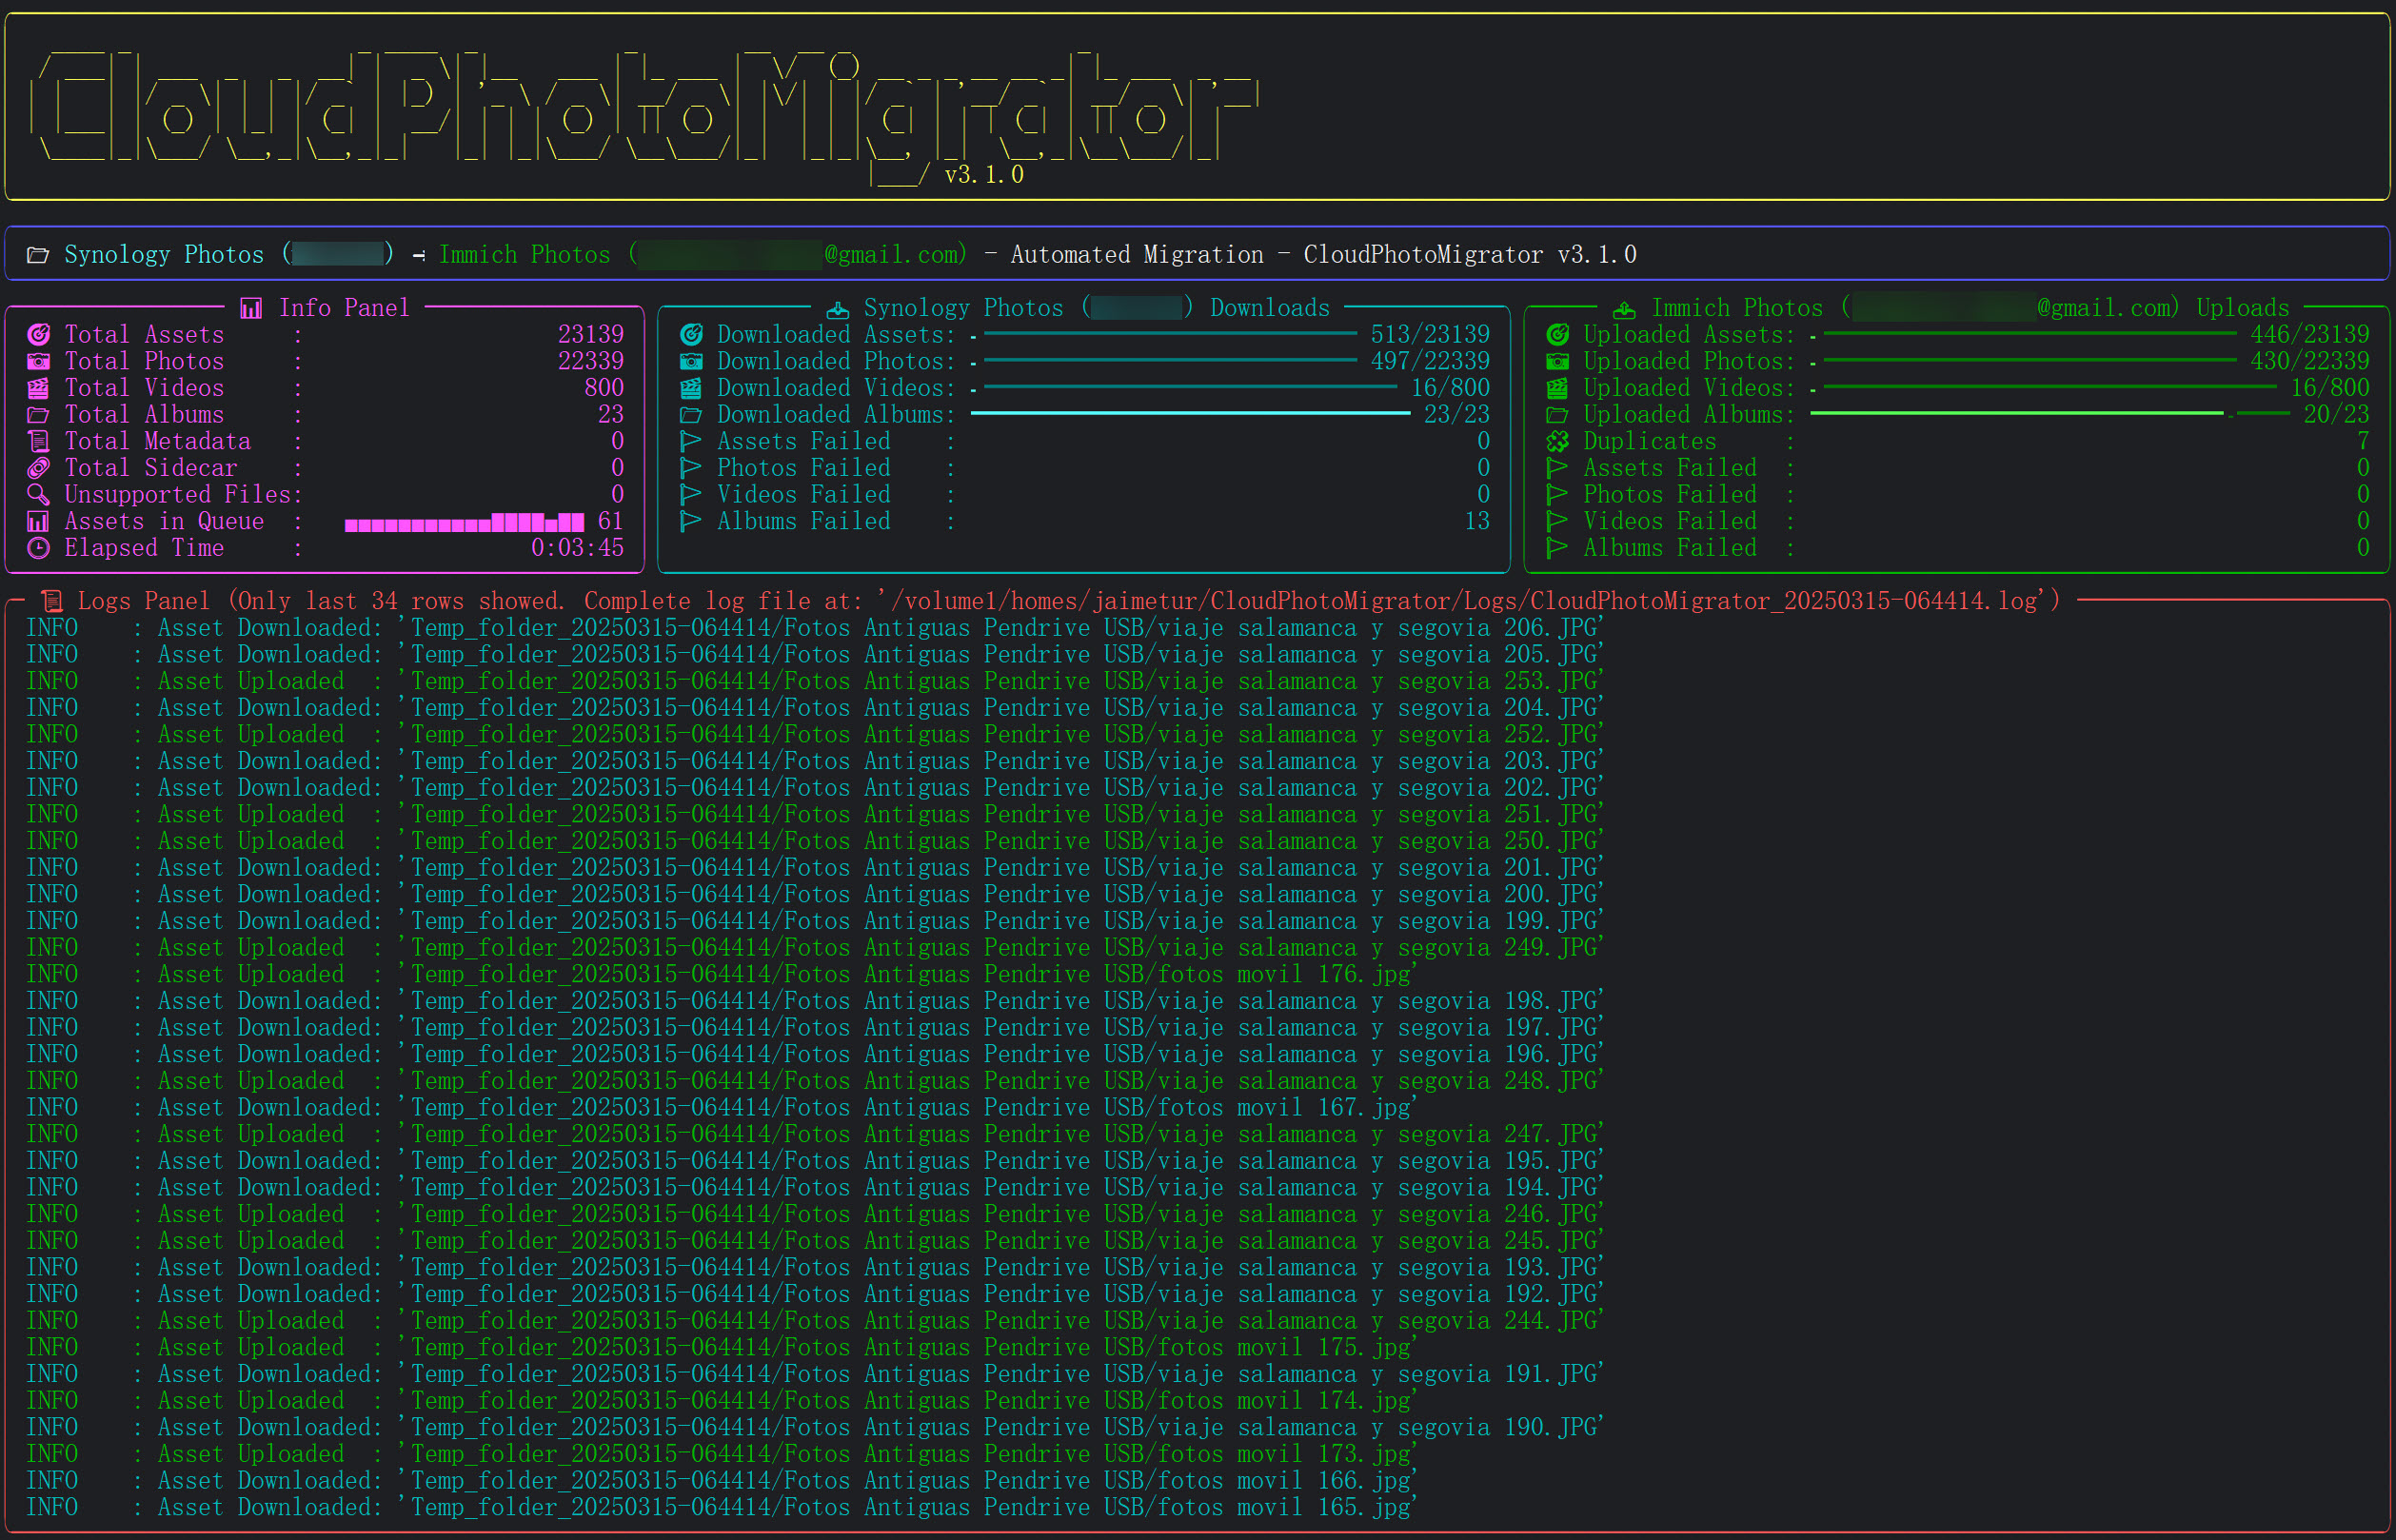 CloudPhotoMigrator
v3.1.0
Synology Photos ( ) → Immich Photos ( @gmail.com) - Automated Migration - CloudPhotoMigrator v3.1.0
Info Panel
Total Assets : 23139
Total Photos : 22339
Total Videos : 800
Total Albums : 23
Total Metadata : 0
Total Sidecar : 0
Unsupported Files: 0
Assets in Queue : 61
Elapsed Time : 0:03:45
Synology Photos ( ) Downloads
Downloaded Assets: 513/23139
Downloaded Photos: 497/22339
Downloaded Videos: 16/800
Downloaded Albums: 23/23
Assets Failed : 0
Photos Failed : 0
Videos Failed : 0
Albums Failed : 13
Immich Photos ( @gmail.com) Uploads
Uploaded Assets: 446/23139
Uploaded Photos: 430/22339
Uploaded Videos: 16/800
Uploaded Albums: 20/23
Duplicates : 7
Assets Failed : 0
Photos Failed : 0
Videos Failed : 0
Albums Failed : 0
Logs Panel (Only last 34 rows showed. Complete log file at: '/volume1/homes/jaimetur/CloudPhotoMigrator/Logs/CloudPhotoMigrator_20250315-064414.log')
INFO : Asset Downloaded: 'Temp_folder_20250315-064414/Fotos Antiguas Pendrive USB/viaje salamanca y segovia 206.JPG'
INFO : Asset Downloaded: 'Temp_folder_20250315-064414/Fotos Antiguas Pendrive USB/viaje salamanca y segovia 205.JPG'
INFO : Asset Uploaded : 'Temp_folder_20250315-064414/Fotos Antiguas Pendrive USB/viaje salamanca y segovia 253.JPG'
INFO : Asset Downloaded: 'Temp_folder_20250315-064414/Fotos Antiguas Pendrive USB/viaje salamanca y segovia 204.JPG'
INFO : Asset Uploaded : 'Temp_folder_20250315-064414/Fotos Antiguas Pendrive USB/viaje salamanca y segovia 252.JPG'
INFO : Asset Downloaded: 'Temp_folder_20250315-064414/Fotos Antiguas Pendrive USB/viaje salamanca y segovia 203.JPG'
INFO : Asset Downloaded: 'Temp_folder_20250315-064414/Fotos Antiguas Pendrive USB/viaje salamanca y segovia 202.JPG'
INFO : Asset Uploaded : 'Temp_folder_20250315-064414/Fotos Antiguas Pendrive USB/viaje salamanca y segovia 251.JPG'
INFO : Asset Uploaded : 'Temp_folder_20250315-064414/Fotos Antiguas Pendrive USB/viaje salamanca y segovia 250.JPG'
INFO : Asset Downloaded: 'Temp_folder_20250315-064414/Fotos Antiguas Pendrive USB/viaje salamanca y segovia 201.JPG'
INFO : Asset Downloaded: 'Temp_folder_20250315-064414/Fotos Antiguas Pendrive USB/viaje salamanca y segovia 200.JPG'
INFO : Asset Downloaded: 'Temp_folder_20250315-064414/Fotos Antiguas Pendrive USB/viaje salamanca y segovia 199.JPG'
INFO : Asset Uploaded : 'Temp_folder_20250315-064414/Fotos Antiguas Pendrive USB/viaje salamanca y segovia 249.JPG'
INFO : Asset Uploaded : 'Temp_folder_20250315-064414/Fotos Antiguas Pendrive USB/fotos movil 176.jpg'
INFO : Asset Downloaded: 'Temp_folder_20250315-064414/Fotos Antiguas Pendrive USB/viaje salamanca y segovia 198.JPG'
INFO : Asset Downloaded: 'Temp_folder_20250315-064414/Fotos Antiguas Pendrive USB/viaje salamanca y segovia 197.JPG'
INFO : Asset Downloaded: 'Temp_folder_20250315-064414/Fotos Antiguas Pendrive USB/viaje salamanca y segovia 196.JPG'
INFO : Asset Uploaded : 'Temp_folder_20250315-064414/Fotos Antiguas Pendrive USB/viaje salamanca y segovia 248.JPG'
INFO : Asset Downloaded: 'Temp_folder_20250315-064414/Fotos Antiguas Pendrive USB/fotos movil 167.jpg'
INFO : Asset Uploaded : 'Temp_folder_20250315-064414/Fotos Antiguas Pendrive USB/viaje salamanca y segovia 247.JPG'
INFO : Asset Downloaded: 'Temp_folder_20250315-064414/Fotos Antiguas Pendrive USB/viaje salamanca y segovia 195.JPG'
INFO : Asset Downloaded: 'Temp_folder_20250315-064414/Fotos Antiguas Pendrive USB/viaje salamanca y segovia 194.JPG'
INFO : Asset Uploaded : 'Temp_folder_20250315-064414/Fotos Antiguas Pendrive USB/viaje salamanca y segovia 246.JPG'
INFO : Asset Uploaded : 'Temp_folder_20250315-064414/Fotos Antiguas Pendrive USB/viaje salamanca y segovia 245.JPG'
INFO : Asset Downloaded: 'Temp_folder_20250315-064414/Fotos Antiguas Pendrive USB/viaje salamanca y segovia 193.JPG'
INFO : Asset Downloaded: 'Temp_folder_20250315-064414/Fotos Antiguas Pendrive USB/viaje salamanca y segovia 192.JPG'
INFO : Asset Uploaded : 'Temp_folder_20250315-064414/Fotos Antiguas Pendrive USB/viaje salamanca y segovia 244.JPG'
INFO : Asset Uploaded : 'Temp_folder_20250315-064414/Fotos Antiguas Pendrive USB/fotos movil 175.jpg'
INFO : Asset Downloaded: 'Temp_folder_20250315-064414/Fotos Antiguas Pendrive USB/viaje salamanca y segovia 191.JPG'
INFO : Asset Uploaded : 'Temp_folder_20250315-064414/Fotos Antiguas Pendrive USB/fotos movil 174.jpg'
INFO : Asset Downloaded: 'Temp_folder_20250315-064414/Fotos Antiguas Pendrive USB/viaje salamanca y segovia 190.JPG'
INFO : Asset Uploaded : 'Temp_folder_20250315-064414/Fotos Antiguas Pendrive USB/fotos movil 173.jpg'
INFO : Asset Downloaded: 'Temp_folder_20250315-064414/Fotos Antiguas Pendrive USB/fotos movil 166.jpg'
INFO : Asset Downloaded: 'Temp_folder_20250315-064414/Fotos Antiguas Pendrive USB/fotos movil 165.jpg'